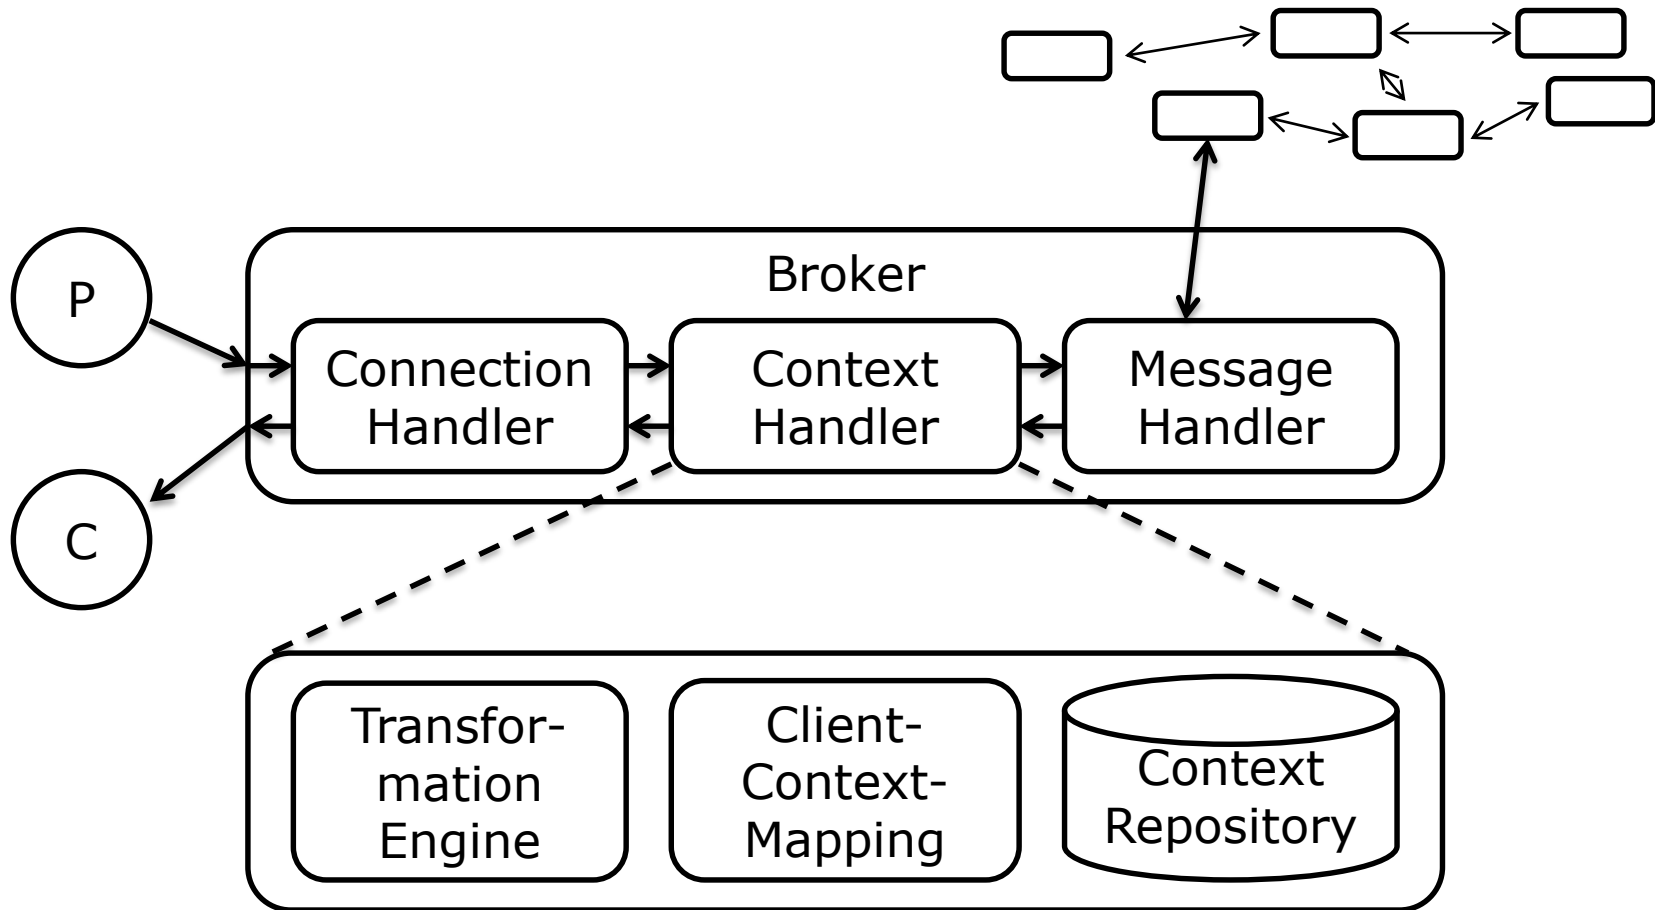 Broker
P
Connection
Handler
Context
Handler
Message
Handler
C
Transfor-
mation
Engine
Client-
Context-
Mapping
Context
Repository